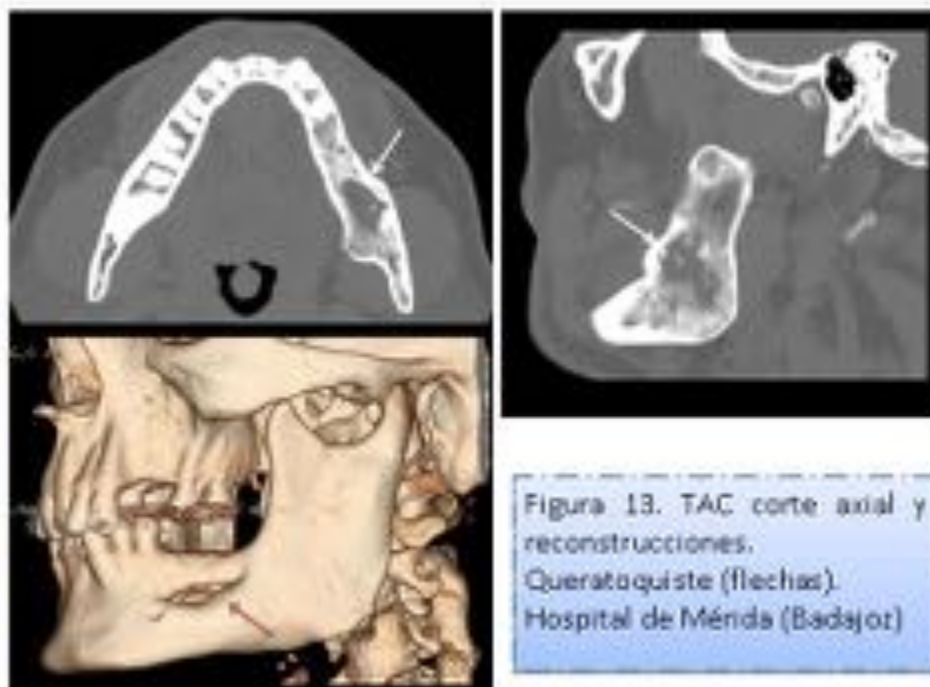 Figura 13. TAC corte axial y
reconstrucciones.
Queratoquiste (flechas).
Hospital de Mérida (Badajoz)